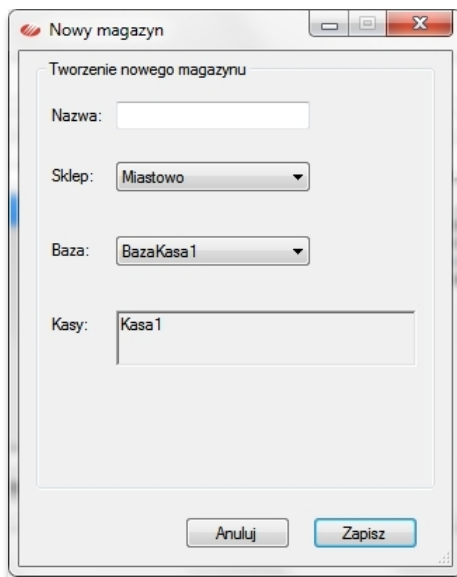 Nowy magazyn
Tworzenie nowego magazynu
Nazwa:
Sklep: Miastowo
Baza: BazaKasa1
Kasy: Kasa1
Anuluj Zapisz